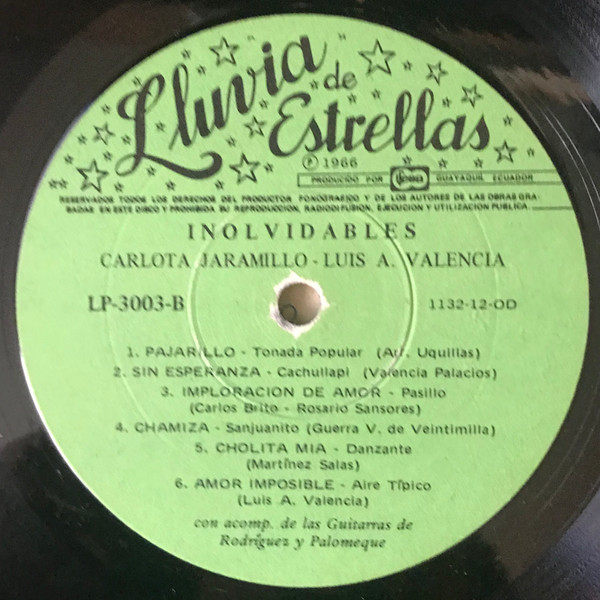 Lluvia de Estrellas
℗ 1966
PRODUCIDO POR GUAYAQUIL ECUADOR
RESERVADOS TODOS LOS DERECHOS DEL PRODUCTOR FONOGRAFICO Y DE LOS AUTORES DE LAS OBRAS GRA-
BADAS EN ESTE DISCO Y PROHIBIDA SU REPRODUCCION, RADIODIFUSION, EJECUCION Y UTILIZACION PUBLICA
INOLVIDABLES
CARLOTA JARAMILLO - LUIS A. VALENCIA
LP-3003-B 1132-12-OD
1. PAJARILLO - Tonada Popular (Arr. Uquillas)
2. SIN ESPERANZA - Cachullapi (Valencia Palacios)
3. IMPLORACION DE AMOR - Pasillo
(Carlos Brito - Rosario Sansores)
4. CHAMIZA - Sanjuanito (Guerra V. de Veintimilla)
5. CHOLITA MIA - Danzante
(Martínez Salas)
6. AMOR IMPOSIBLE - Aire Típico
(Luis A. Valencia)
con acomp. de las Guitarras de
Rodríguez y Palomeque